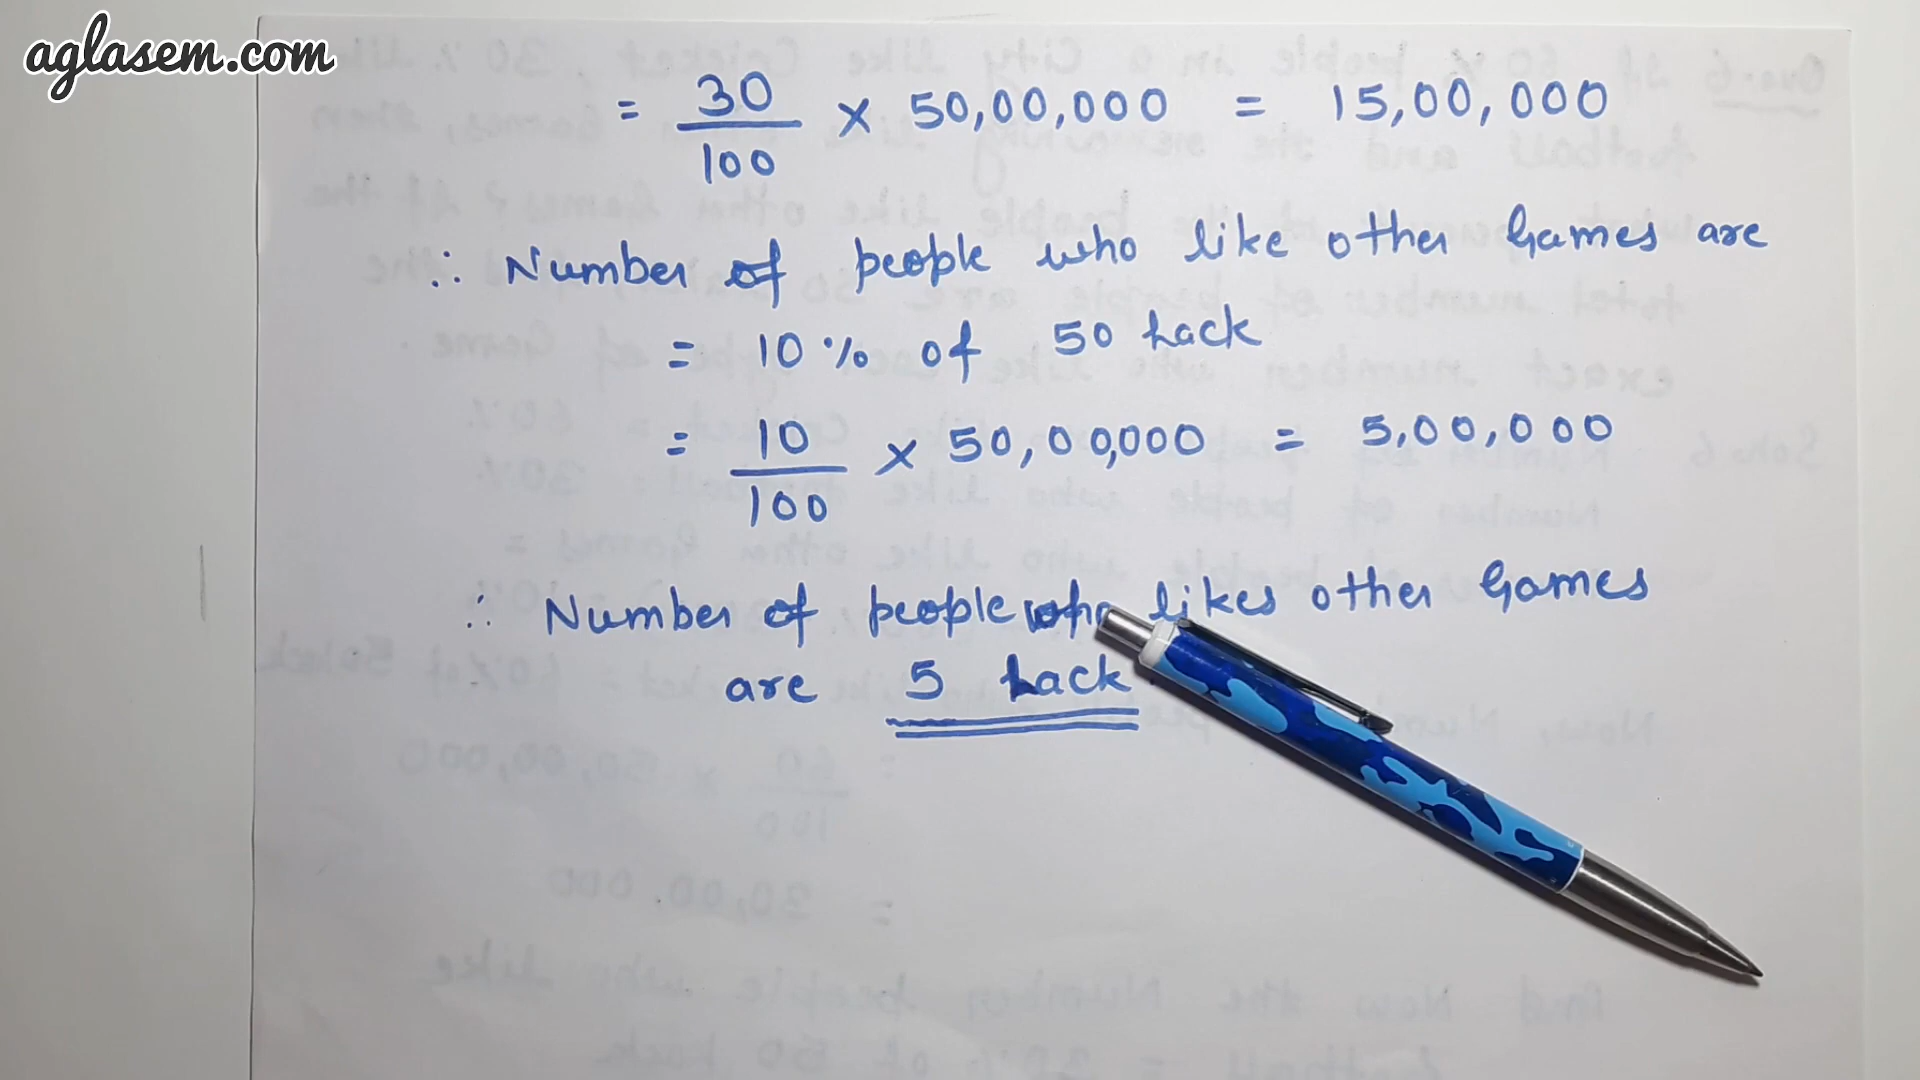 aglasem.com
= 30/100 × 50,00,000 = 15,00,000
∴ Number of people who like other Games are
= 10% of 50 lack
= 10/100 × 50,00,000 = 5,00,000
∴ Number of people who likes other Games
are 5 lack.